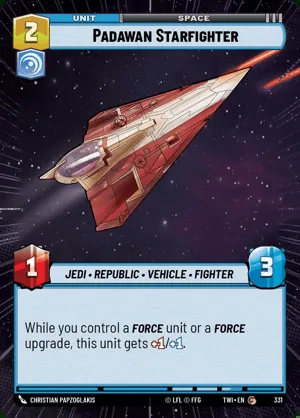 UNIT
SPACE
2
PADAWAN STARFIGHTER
1
3
JEDI • REPUBLIC • VEHICLE • FIGHTER
While you control a FORCE unit or a FORCE
upgrade, this unit gets +1/+1.
CHRISTIAN PAPZOGLAKIS
© LFL © FFG
TWI • EN
C
331